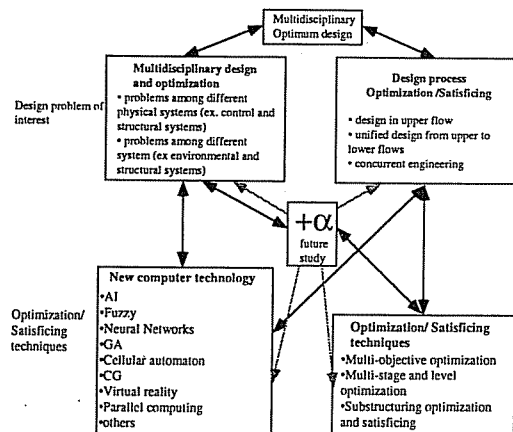 Multidisciplinary
Optimum design
Multidisciplinary design
and optimization
• problems among different
physical systems (ex. control and
structural systems)
• problems among different
system (ex environmental and
structural systems)
Design process
Optimization /Satisficing
• design in upper flow
• unified design from upper to
lower flows
• concurrent engineering
Design problem of
interest
+α
future
study
New computer technology
•AI
•Fuzzy
•Neural Networks
•GA
•Cellular automaton
•CG
•Virtual reality
•Parallel computing
•others
Optimization/
Satisficing
techniques
Optimization/ Satisficing
techniques
•Multi-objective optimization
•Multi-stage and level
optimization
•Substructuring optimization
and satisficing